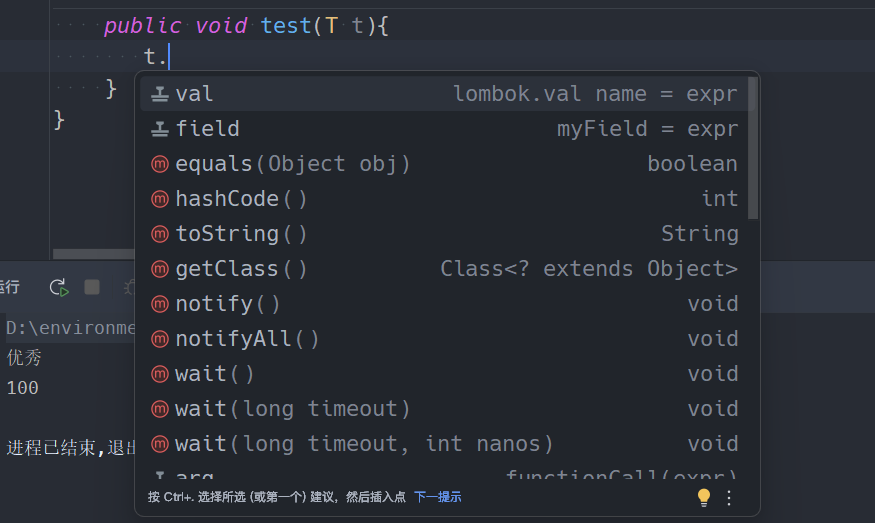 public void test(T t){
t.
}
}
val lombok.val name = expr
field myField = expr
equals(Object obj) boolean
hashCode() int
toString() String
getClass() Class<? extends Object>
notify() void
notifyAll() void
wait() void
wait(long timeout) void
wait(long timeout, int nanos) void
arg functionCall(expr)
按 Ctrl+. 选择所选 (或第一个) 建议，然后插入点 下一提示
运行
D:\environme
优秀
100
进程已结束,退出